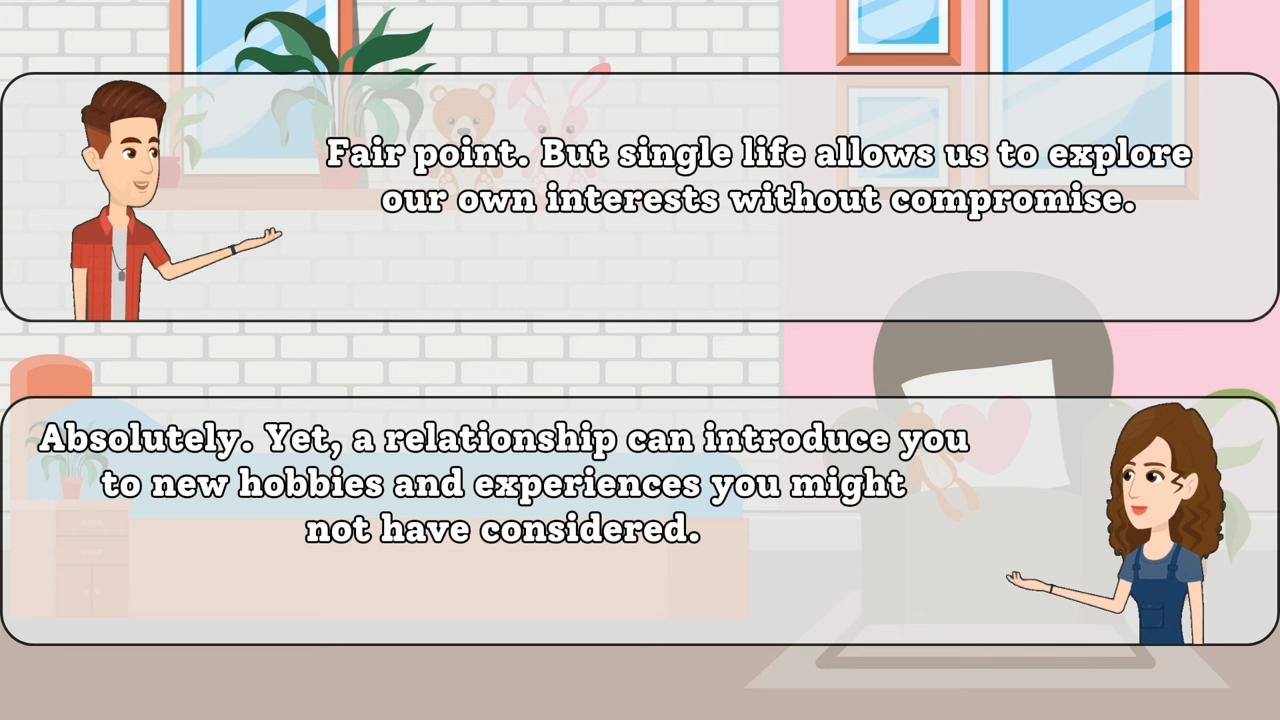 Fair point. But single life allows us to explore
our own interests without compromise.
Absolutely. Yet, a relationship can introduce you
to new hobbies and experiences you might
not have considered.